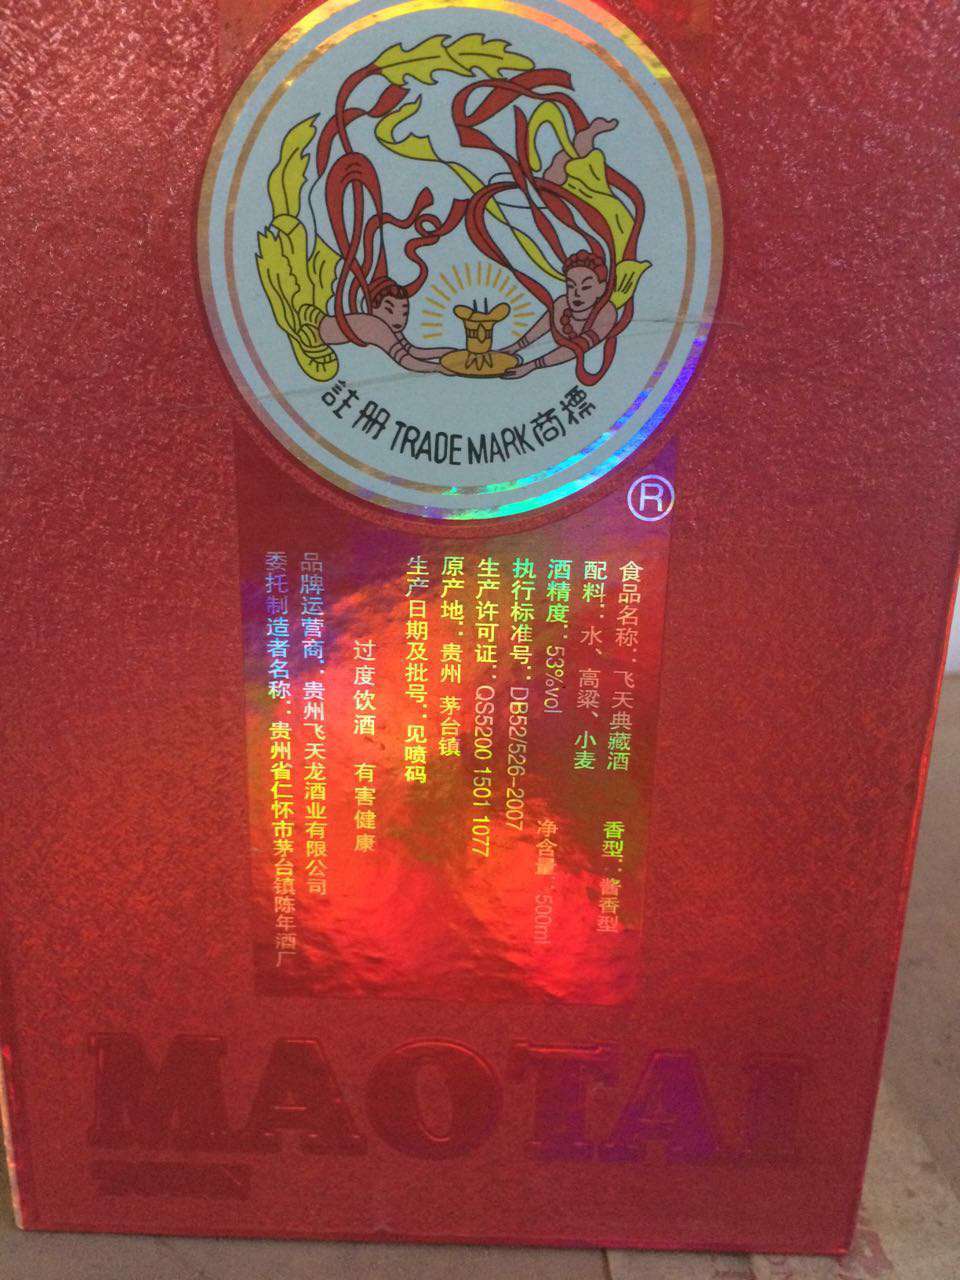 註册 TRADE MARK 商標
®
食品名称：飞天典藏酒 香型：酱香型
配料：水、高粱、小麦
酒精度：53%vol 净含量：500ml
执行标准号：DB52/526-2007
生产许可证：QS5200 1501 1077
原产地：贵州 茅台镇
生产日期及批号：见喷码
过度饮酒 有害健康
品牌运营商：贵州飞天龙酒业有限公司
委托制造者名称：贵州省仁怀市茅台镇陈年酒厂
MAOTAI